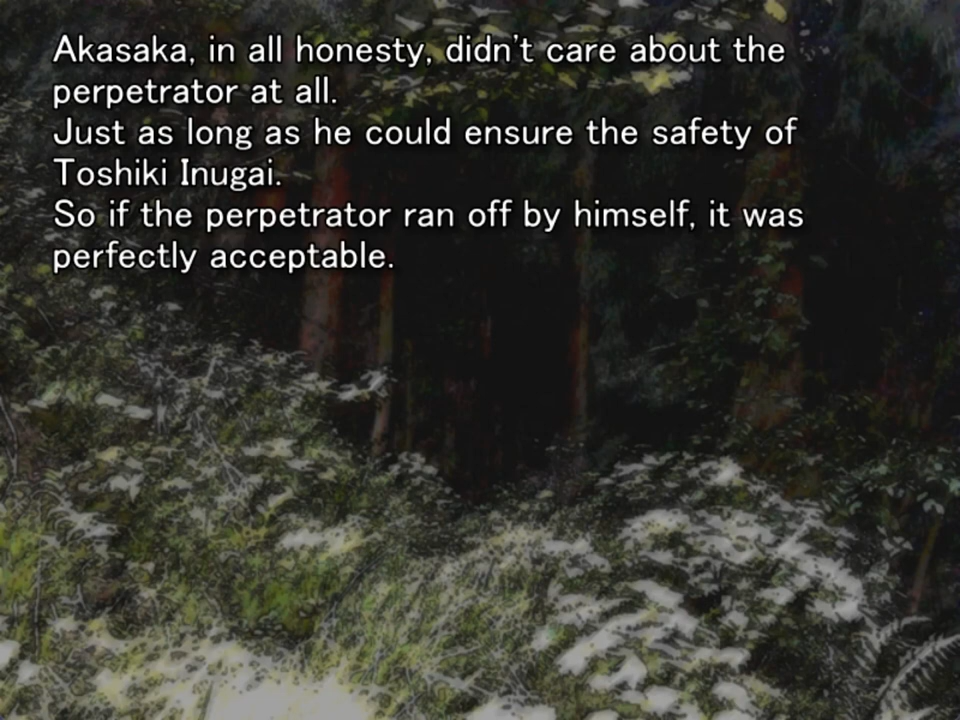 Akasaka, in all honesty, didn't care about the
perpetrator at all.
Just as long as he could ensure the safety of
Toshiki Inugai.
So if the perpetrator ran off by himself, it was
perfectly acceptable.